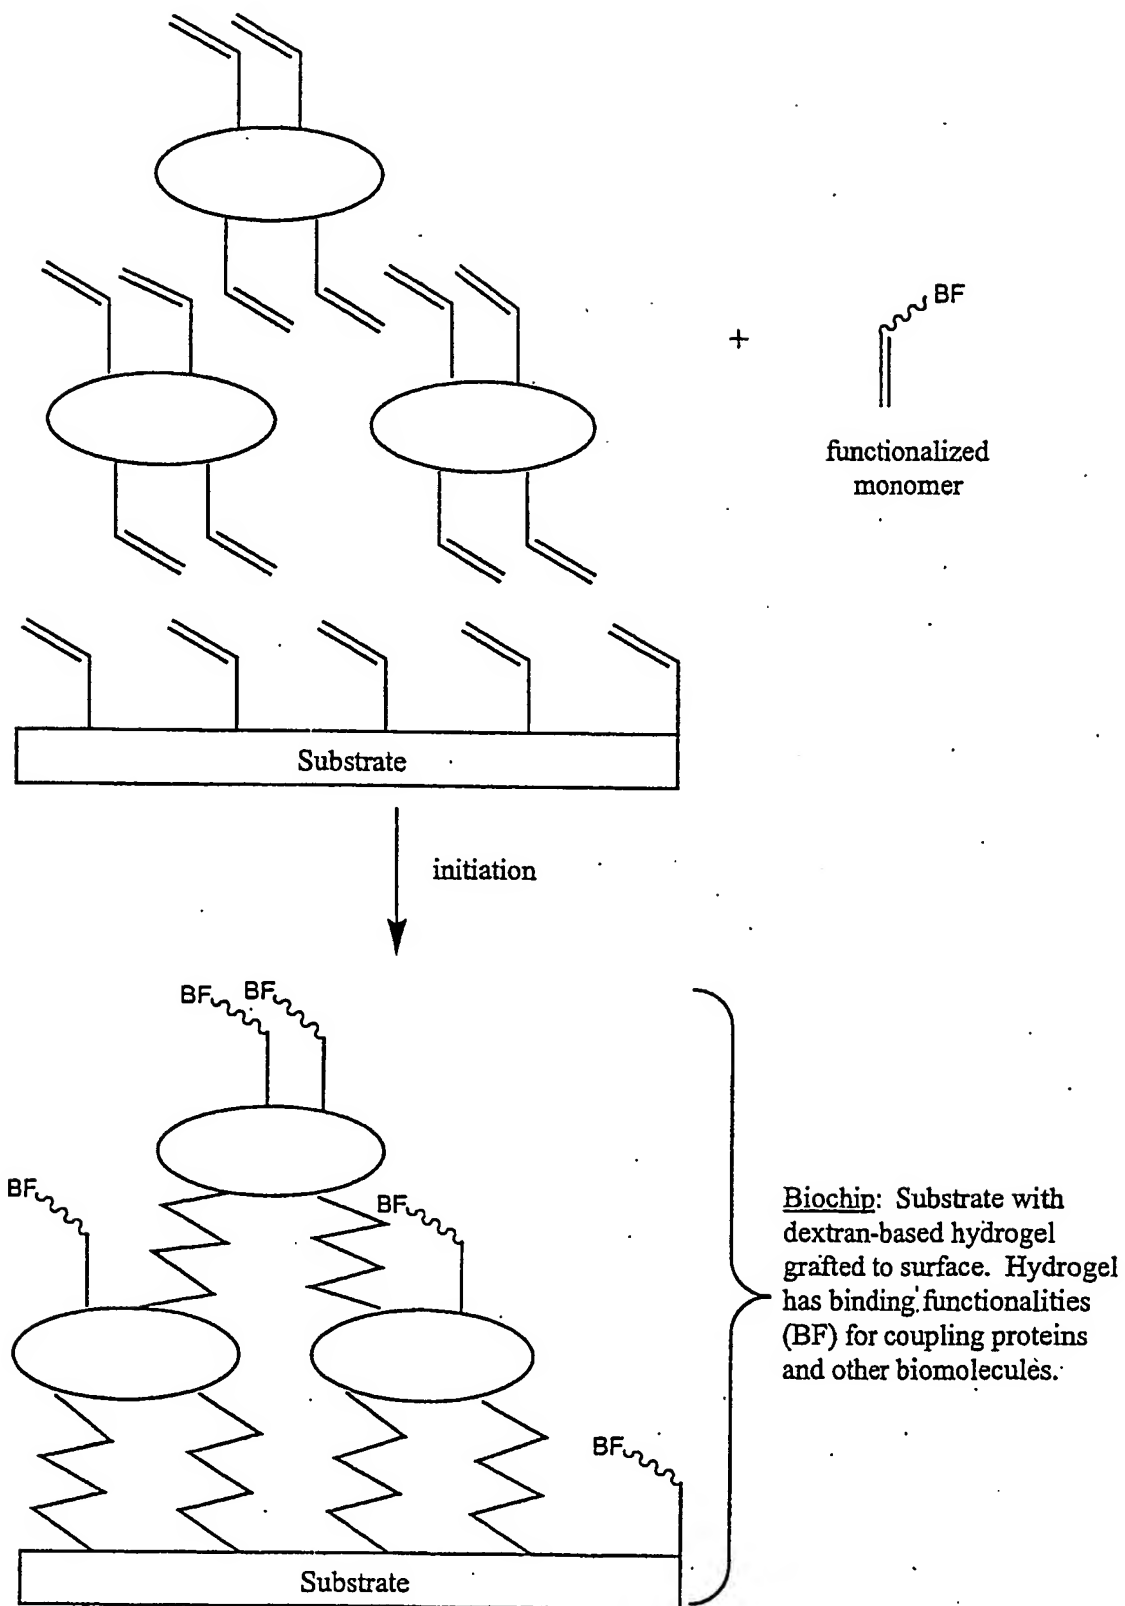 +
BF
functionalized
monomer
Substrate
initiation
BF BF
BF
BF
Biochip: Substrate with
dextran-based hydrogel
grafted to surface. Hydrogel
has binding functionalities
(BF) for coupling proteins
and other biomolecules.
BF
Substrate